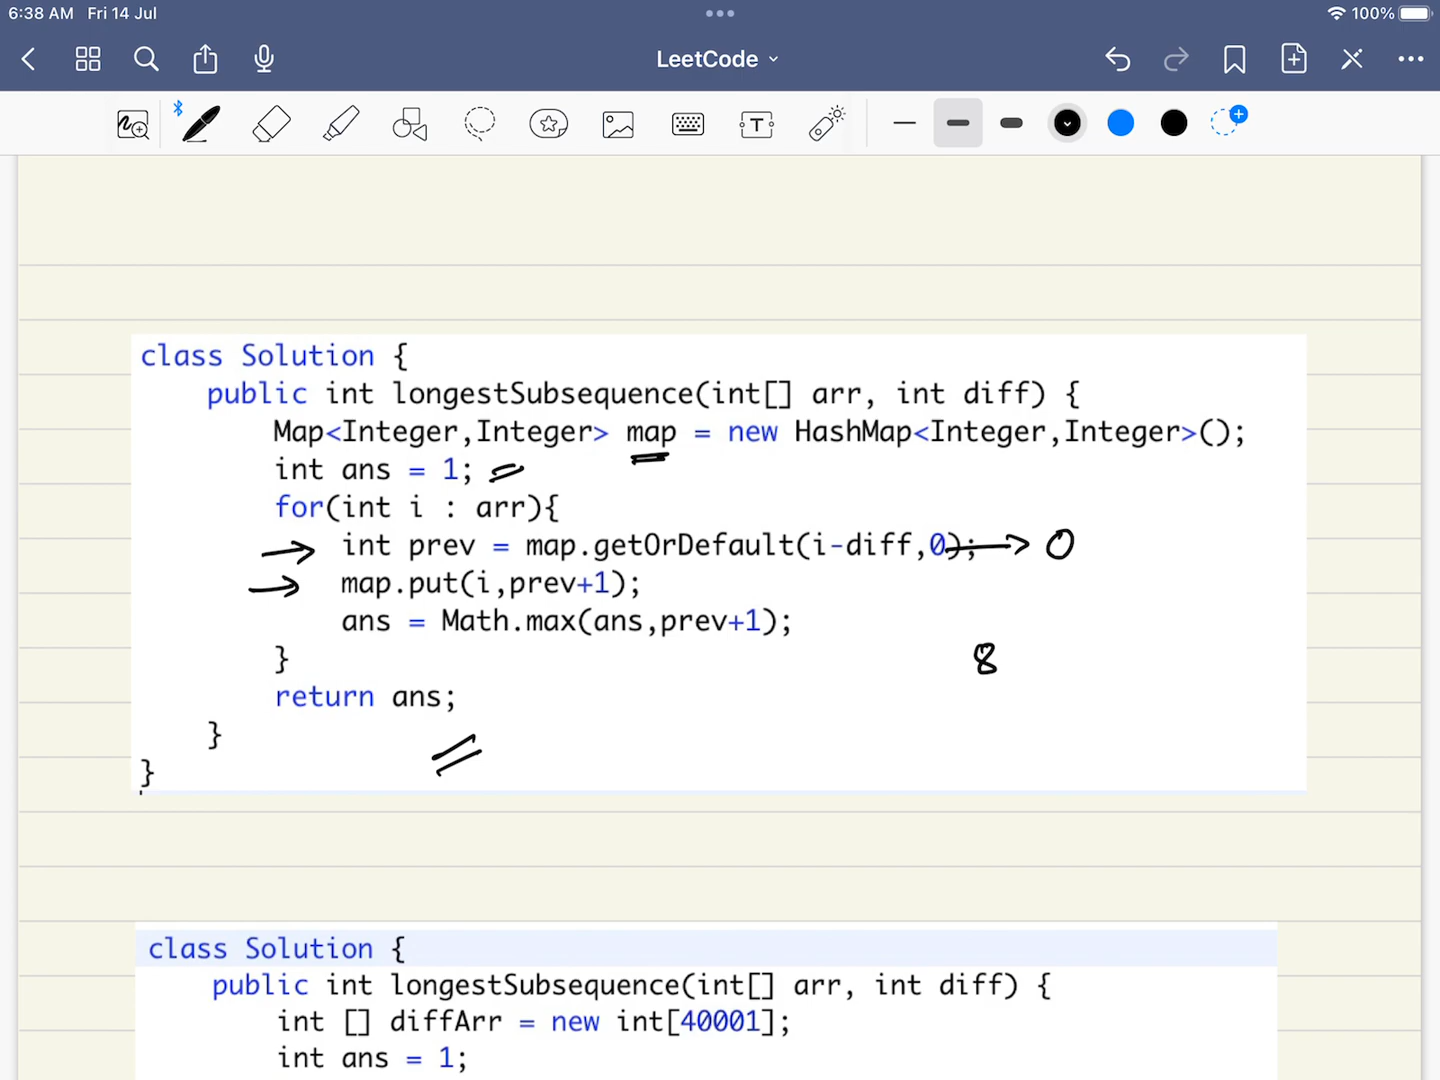 6:38 AM Fri 14 Jul
100%
LeetCode
T
class Solution {
public int longestSubsequence(int[] arr, int diff) {
Map<Integer,Integer> map = new HashMap<Integer,Integer>();
int ans = 1;
for(int i : arr){
int prev = map.getOrDefault(i-diff,0); → 0
map.put(i,prev+1);
ans = Math.max(ans,prev+1);
}
8
return ans;
}
}
class Solution {
public int longestSubsequence(int[] arr, int diff) {
int [] diffArr = new int[40001];
int ans = 1;